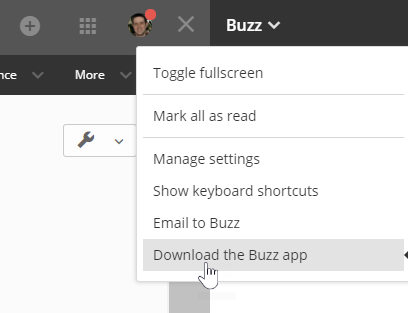 Buzz
nce
More
Toggle fullscreen
Mark all as read
Manage settings
Show keyboard shortcuts
Email to Buzz
Download the Buzz app